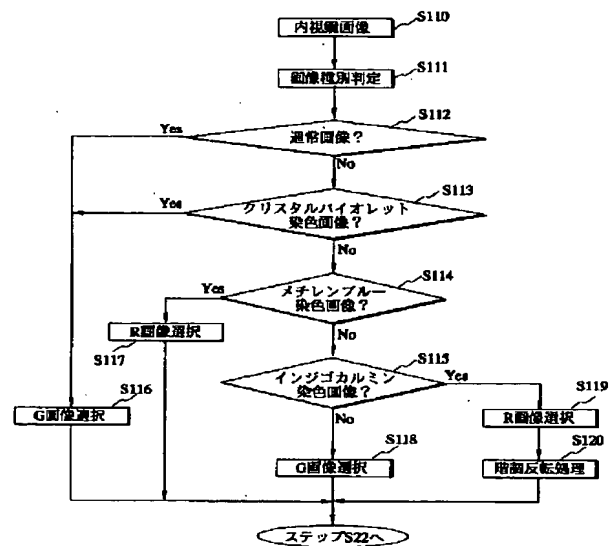 S110
内視鏡画像
S111
画像種別判定
S112
Yes
通常画像？
No
S113
Yes
クリスタルバイオレット
染色画像？
No
S114
Yes
メチレンブルー
染色画像？
R画像選択
No
S117
S115
インジゴカルミン
染色画像？
Yes
S116
S119
G画像選択
No
R画像選択
S118
S120
G画像選択
階調反転処理
ステップS22へ